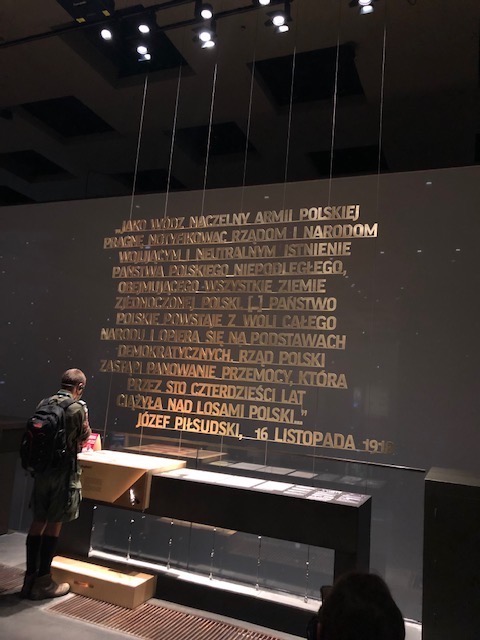 „JAKO WÓDZ NACZELNY ARMII POLSKIEJ
PRAGNĘ NOTYFIKOWAĆ RZĄDOM I NARODOM
WOJUJĄCYM I NEUTRALNYM ISTNIENIE
PAŃSTWA POLSKIEGO NIEPODLEGŁEGO,
OBEJMUJĄCEGO WSZYSTKIE ZIEMIE
ZJEDNOCZONEJ POLSKI. [...] PAŃSTWO
POLSKIE POWSTAJE Z WOLI CAŁEGO
NARODU I OPIERA SIĘ NA PODSTAWACH
DEMOKRATYCZNYCH. RZĄD POLSKI
ZASTĄPI PANOWANIE PRZEMOCY, KTÓRA
PRZEZ STO CZTERDZIEŚCI LAT
CIĄŻYŁA NAD LOSAMI POLSKI..."
JÓZEF PIŁSUDSKI, 16 LISTOPADA 1918